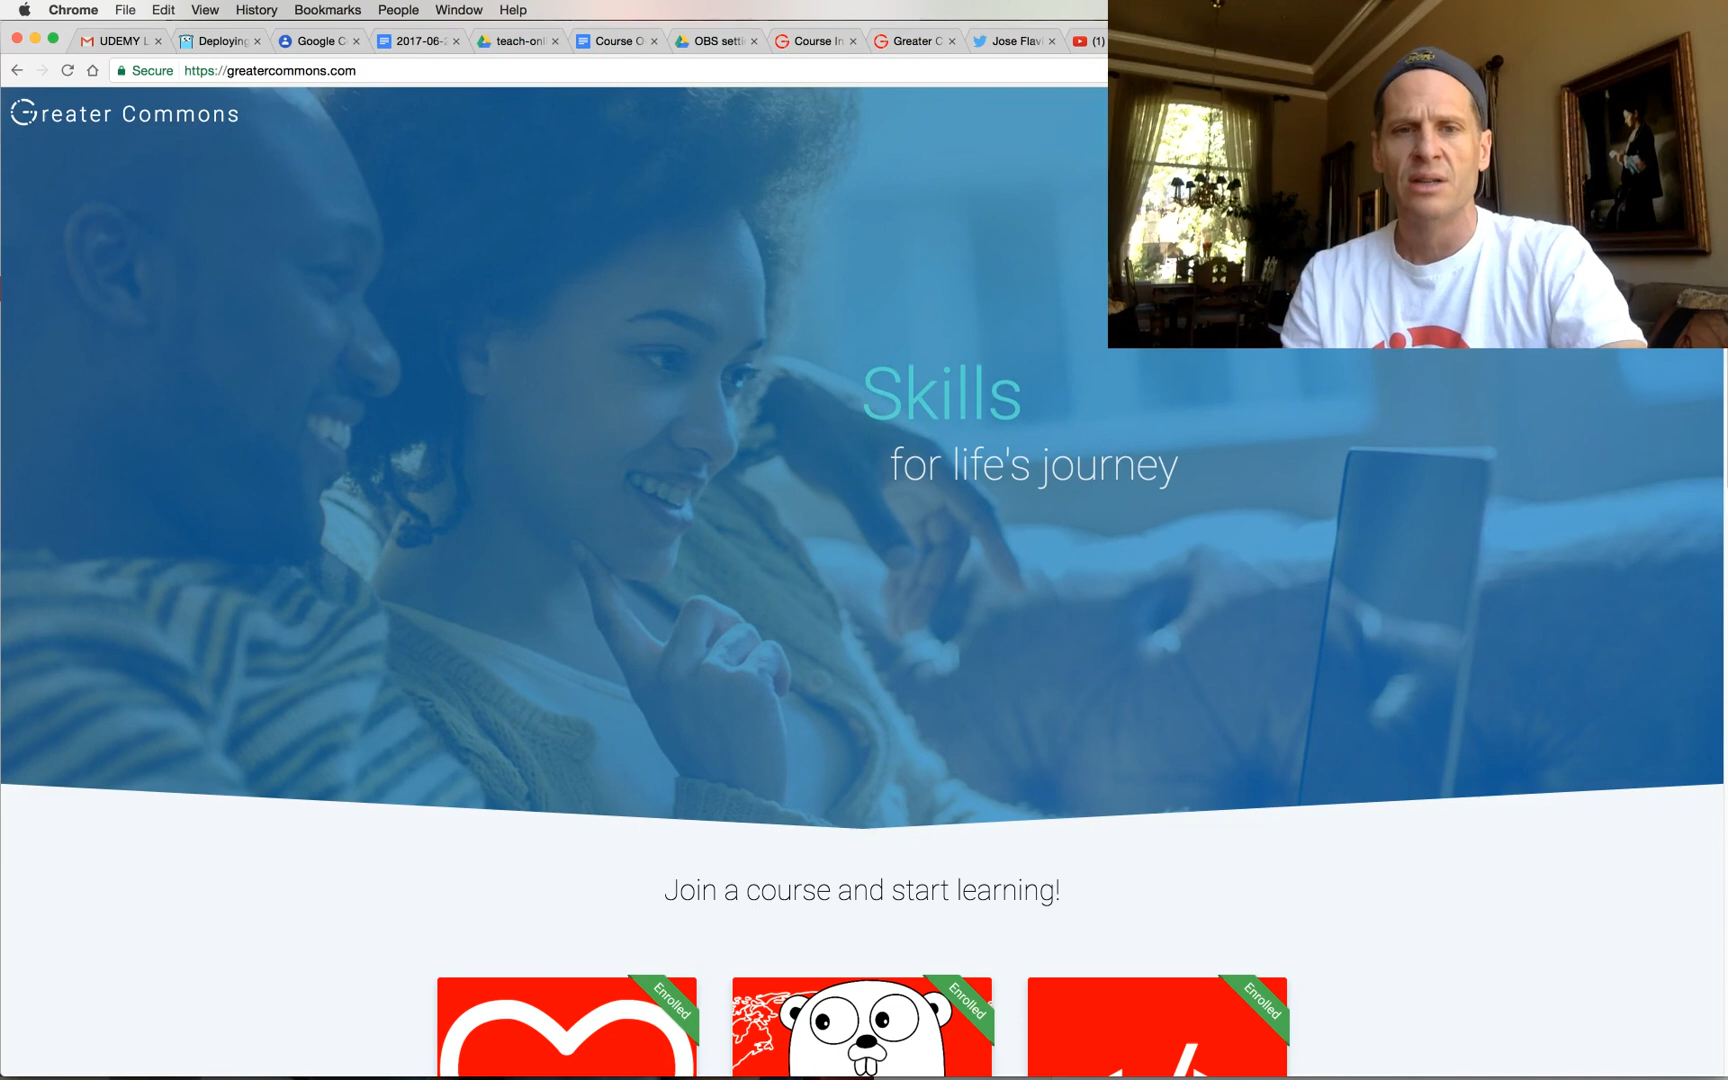 Chrome File Edit View History Bookmarks People Window Help
UDEMY L Deploying Google C 2017-06-2 teach-onl Course O OBS setti Course In Greater C Jose Flavi (1)
Secure https://greatercommons.com
Greater Commons
Skills
for life's journey
Join a course and start learning!
Enrolled Enrolled Enrolled